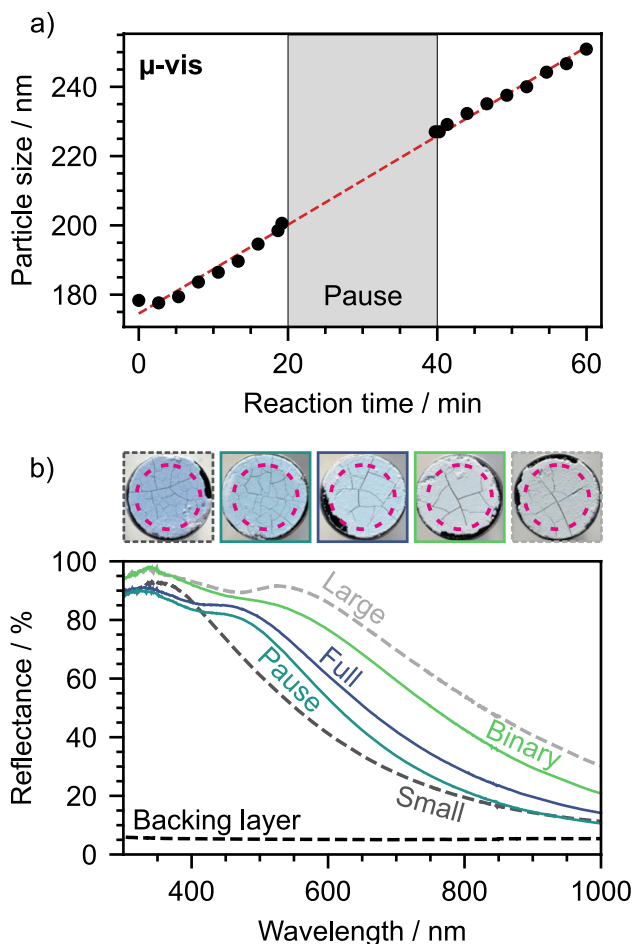 a)
μ-vis
Particle size / nm
240
220
200
180
Pause
0
20
40
60
Reaction time / min
b)
Reflectance / %
100
80
60
40
20
0
Large
Full
Pause
Binary
Small
Backing layer
400
600
800
1000
Wavelength / nm